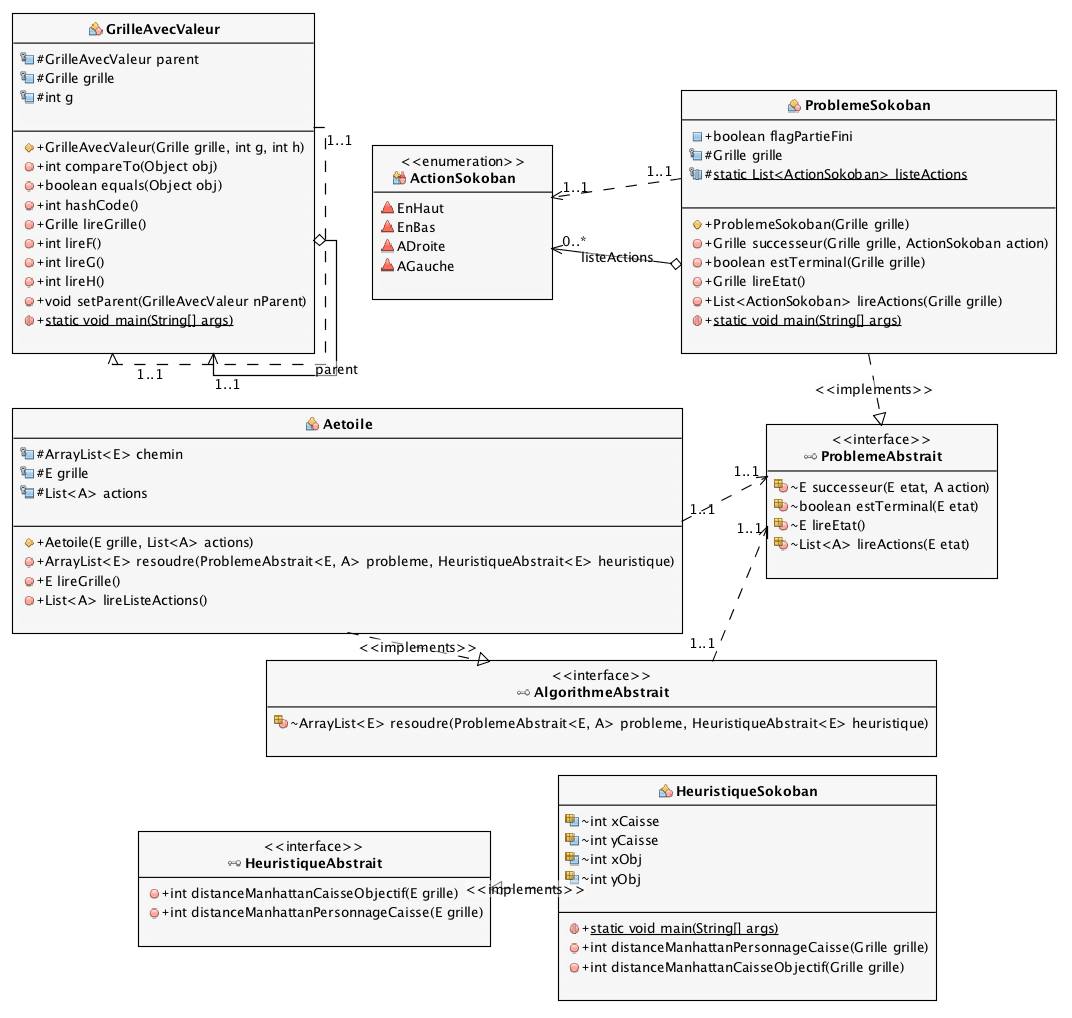 GrilleAvecValeur
#GrilleAvecValeur parent
#Grille grille
#int g
+GrilleAvecValeur(Grille grille, int g, int h)
+int compareTo(Object obj)
+boolean equals(Object obj)
+int hashCode()
+Grille lireGrille()
+int lireF()
+int lireG()
+int lireH()
+void setParent(GrilleAvecValeur nParent)
+static void main(String[] args)
1..1
1..1
1..1
parent
<<enumeration>>
ActionSokoban
EnHaut
EnBas
ADroite
AGauche
1..1
1..1
0..*
listeActions
ProblemeSokoban
+boolean flagPartieFini
#Grille grille
#static List<ActionSokoban> listeActions
+ProblemeSokoban(Grille grille)
+Grille successeur(Grille grille, ActionSokoban action)
+boolean estTerminal(Grille grille)
+Grille lireEtat()
+List<ActionSokoban> lireActions(Grille grille)
+static void main(String[] args)
<<implements>>
Aetoile
#ArrayList<E> chemin
#E grille
#List<A> actions
+Aetoile(E grille, List<A> actions)
+ArrayList<E> resoudre(ProblemeAbstrait<E, A> probleme, HeuristiqueAbstrait<E> heuristique)
+E lireGrille()
+List<A> lireListeActions()
1..1
1..1
1..1
1..1
<<interface>>
ProblemeAbstrait
~E successeur(E etat, A action)
~boolean estTerminal(E etat)
~E lireEtat()
~List<A> lireActions(E etat)
<<implements>>
<<interface>>
AlgorithmeAbstrait
~ArrayList<E> resoudre(ProblemeAbstrait<E, A> probleme, HeuristiqueAbstrait<E> heuristique)
<<interface>>
HeuristiqueAbstrait
+int distanceManhattanCaisseObjectif(E grille)
+int distanceManhattanPersonnageCaisse(E grille)
<<implements>>
HeuristiqueSokoban
~int xCaisse
~int yCaisse
~int xObj
~int yObj
+static void main(String[] args)
+int distanceManhattanPersonnageCaisse(Grille grille)
+int distanceManhattanCaisseObjectif(Grille grille)